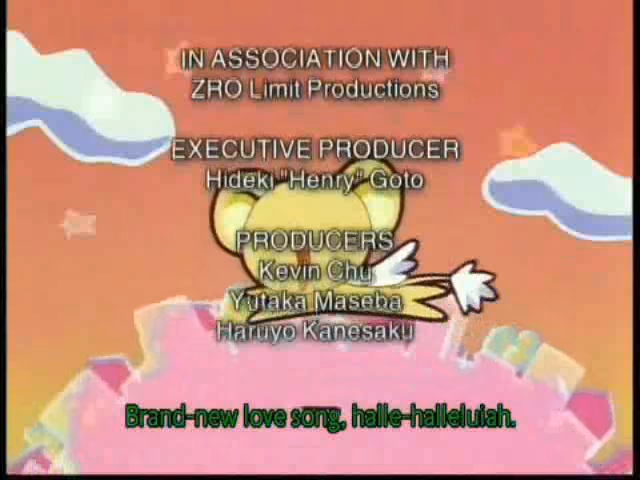 IN ASSOCIATION WITH
ZRO Limit Productions
EXECUTIVE PRODUCER
Hideki "Henry" Goto
PRODUCERS
Kevin Chu
Yutaka Maseba
Haruyo Kanesaku
Brand-new love song, halle-halleluiah.